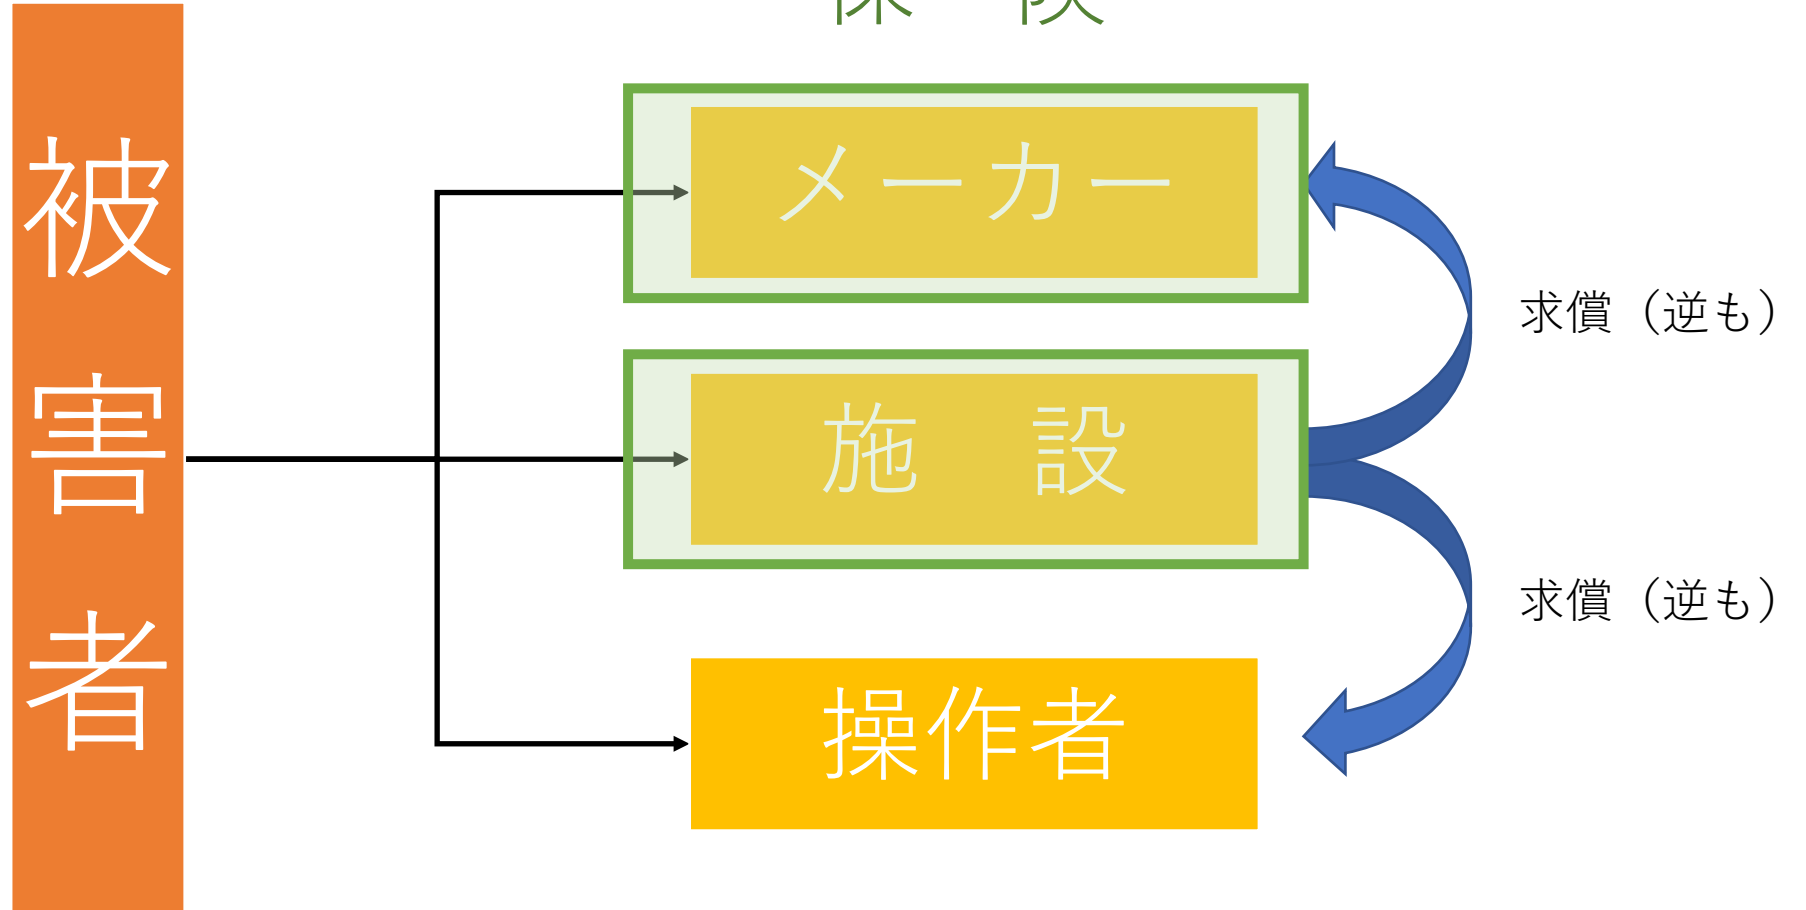 被害者
メーカー
施 設
操作者
求償（逆も）
求償（逆も）